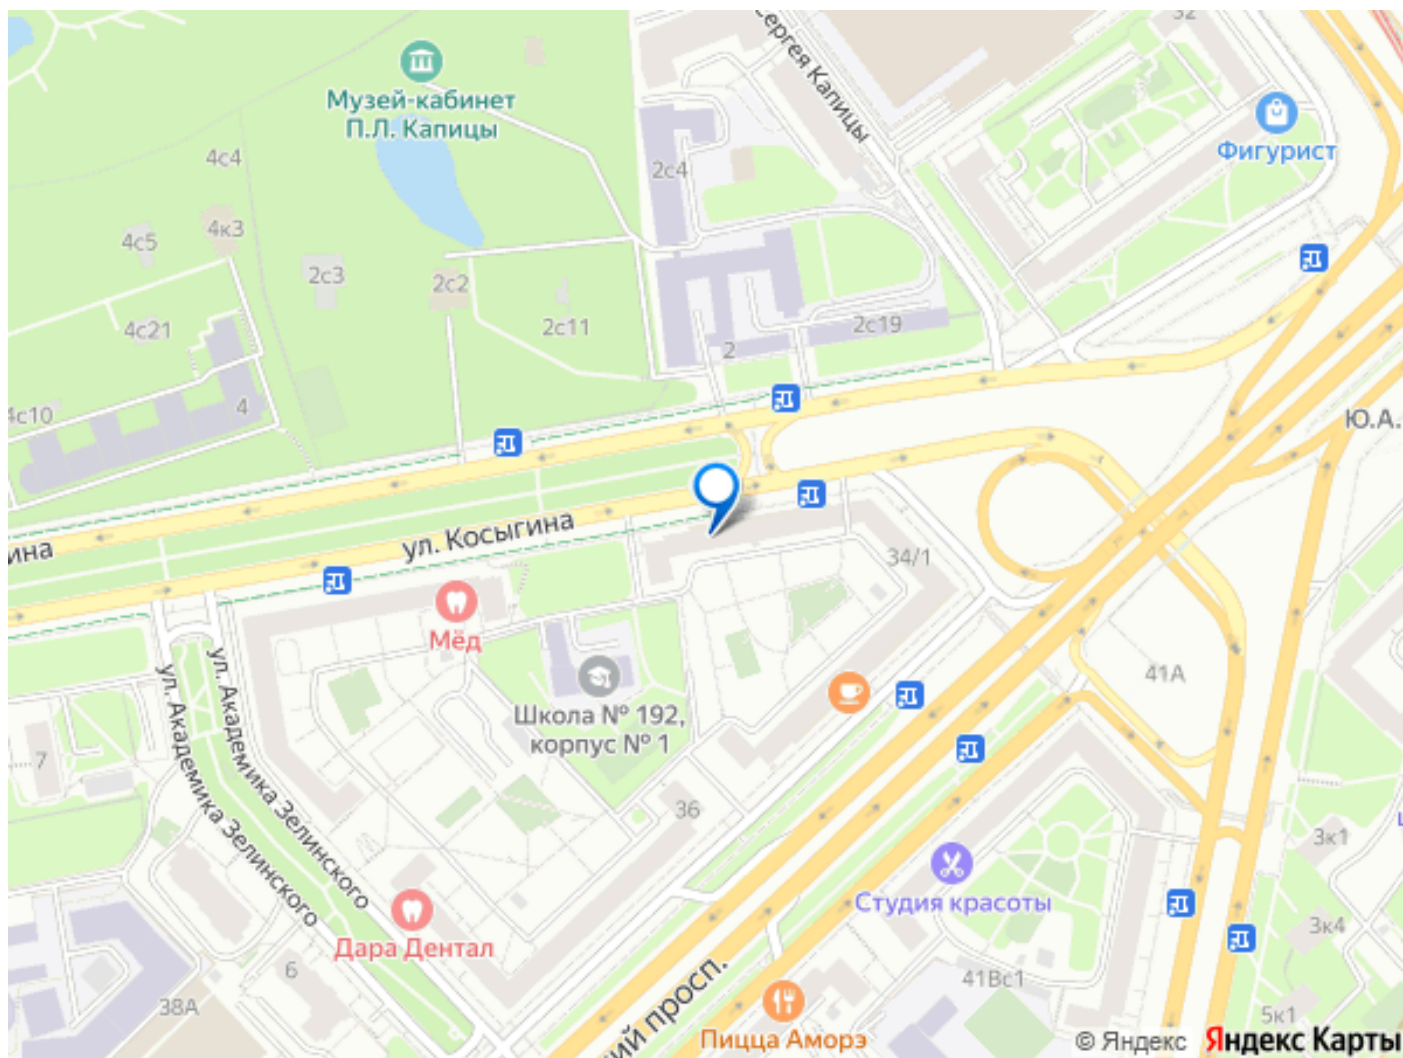 32
Сергея Капицы
Музей-кабинет
П.Л. Капицы
Фигурист
4с4
2с4
4к3
4с5
2с3
2с2
2с11
2с19
4с21
2
4с10
4
Ю.А.
ул. Косыгина
ина
34/1
Мёд
41А
Школа № 192,
корпус № 1
ул. Академика Зелинского
ул. Академика Зелинского
7
36
3к1
Студия красоты
Дара Дентал
3к4
6
41Вс1
38А
ий просп.
5к1
Пицца Аморэ
© Яндекс Яндекс Карты